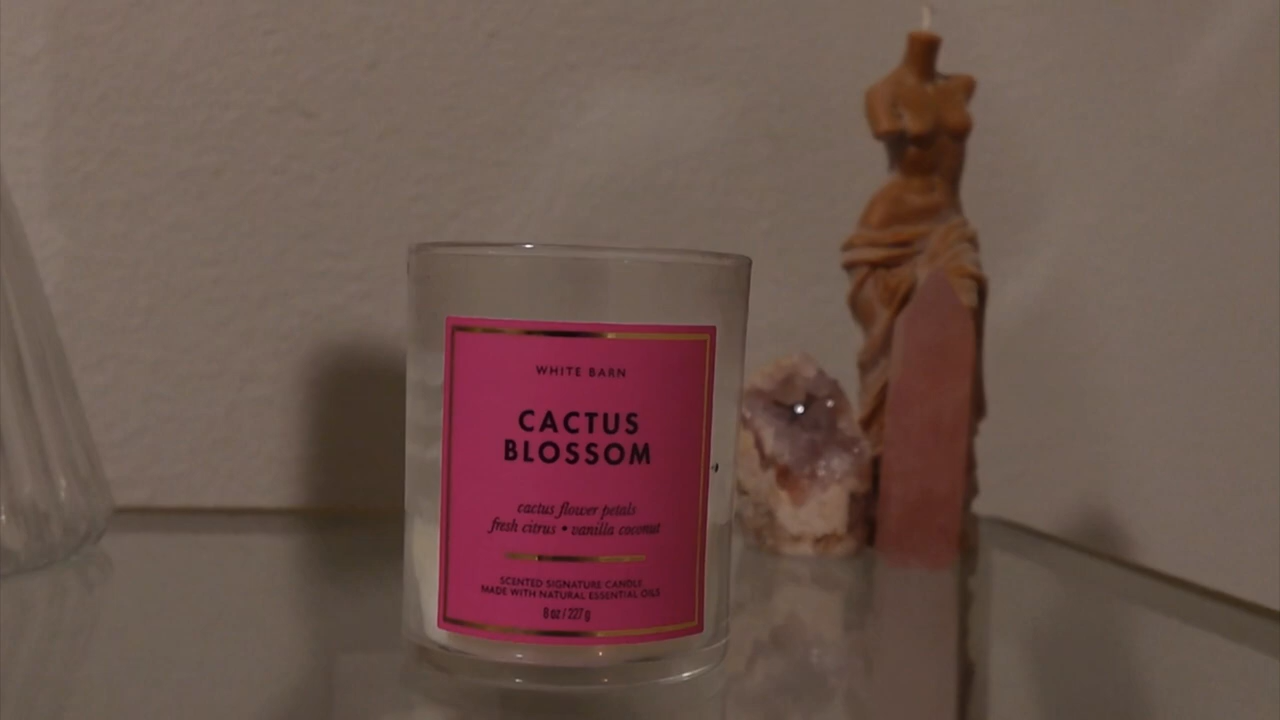 WHITE BARN
CACTUS
BLOSSOM
cactus flower petals
fresh citrus • vanilla coconut
SCENTED SIGNATURE CANDLE
MADE WITH NATURAL ESSENTIAL OILS
8 oz / 227 g